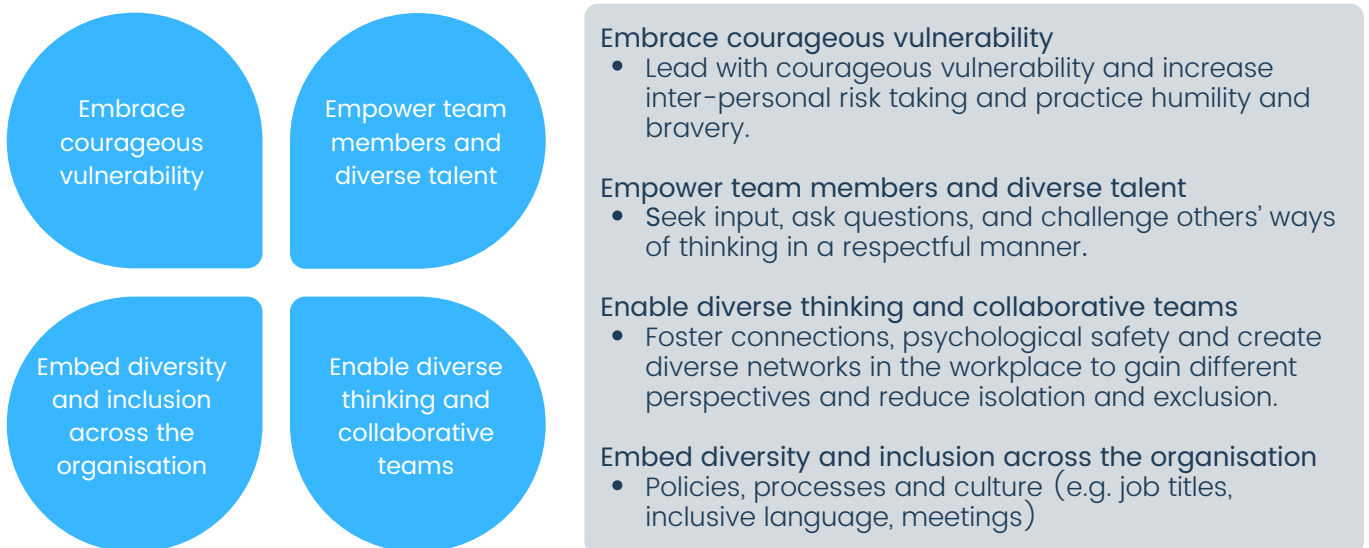 Embrace
courageous
vulnerability
Empower team
members and
diverse talent
Embed diversity
and inclusion
across the
organisation
Enable diverse
thinking and
collaborative
teams
Embrace courageous vulnerability
• Lead with courageous vulnerability and increase
inter-personal risk taking and practice humility and
bravery.
Empower team members and diverse talent
• Seek input, ask questions, and challenge others’ ways
of thinking in a respectful manner.
Enable diverse thinking and collaborative teams
• Foster connections, psychological safety and create
diverse networks in the workplace to gain different
perspectives and reduce isolation and exclusion.
Embed diversity and inclusion across the organisation
• Policies, processes and culture (e.g. job titles,
inclusive language, meetings)